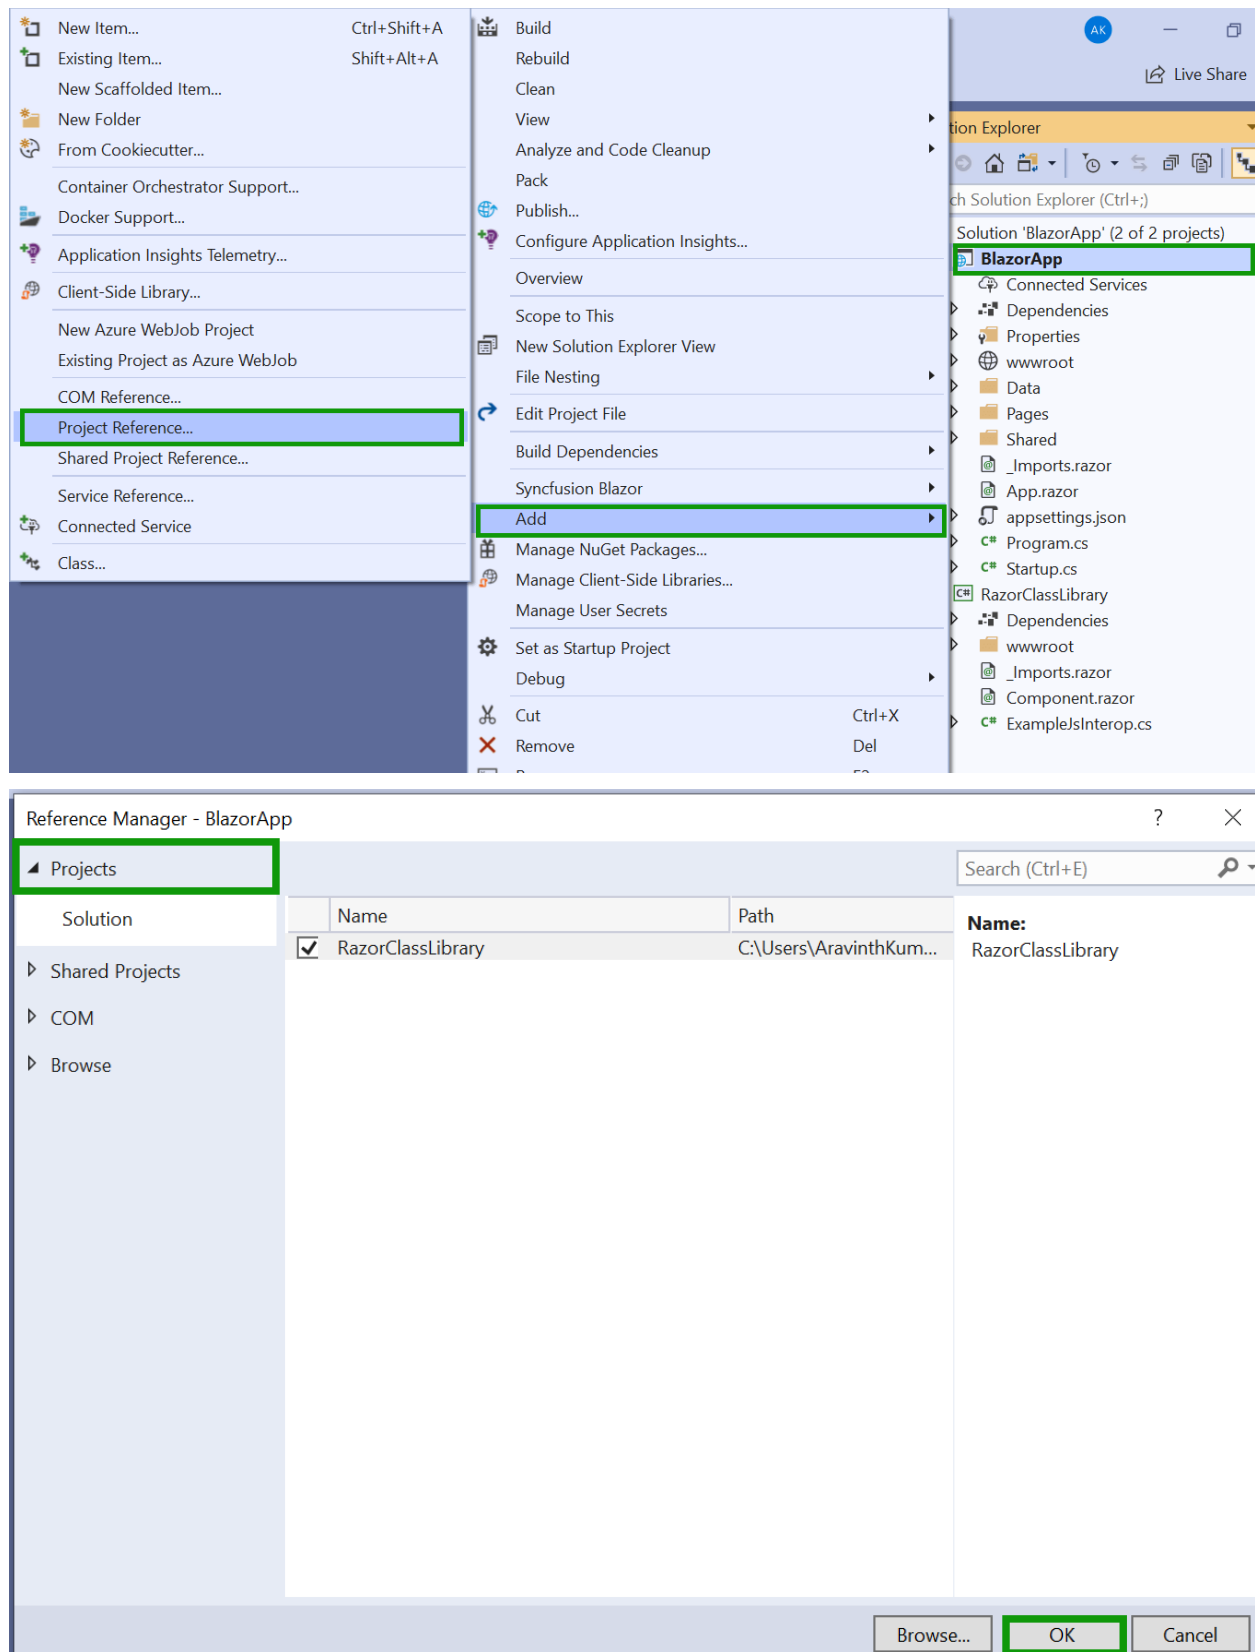 New Item... Ctrl+Shift+A
Existing Item... Shift+Alt+A
New Scaffolded Item...
New Folder
From Cookiecutter...
Container Orchestrator Support...
Docker Support...
Application Insights Telemetry...
Client-Side Library...
New Azure WebJob Project
Existing Project as Azure WebJob
COM Reference...
Project Reference...
Shared Project Reference...
Service Reference...
Connected Service
Class...
Build
Rebuild
Clean
View
Analyze and Code Cleanup
Pack
Publish...
Configure Application Insights...
Overview
Scope to This
New Solution Explorer View
File Nesting
Edit Project File
Build Dependencies
Syncfusion Blazor
Add
Manage NuGet Packages...
Manage Client-Side Libraries...
Manage User Secrets
Set as Startup Project
Debug
Cut Ctrl+X
Remove Del
AK
Live Share
tion Explorer
ch Solution Explorer (Ctrl+;)
Solution 'BlazorApp' (2 of 2 projects)
BlazorApp
Connected Services
Dependencies
Properties
wwwroot
Data
Pages
Shared
_Imports.razor
App.razor
appsettings.json
C# Program.cs
C# Startup.cs
C# RazorClassLibrary
Dependencies
wwwroot
_Imports.razor
Component.razor
C# ExampleJsInterop.cs
Reference Manager - BlazorApp ?
Projects
Solution
Shared Projects
COM
Browse
Name Path
RazorClassLibrary C:\Users\AravinthKum...
Search (Ctrl+E)
Name:
RazorClassLibrary
Browse... OK Cancel